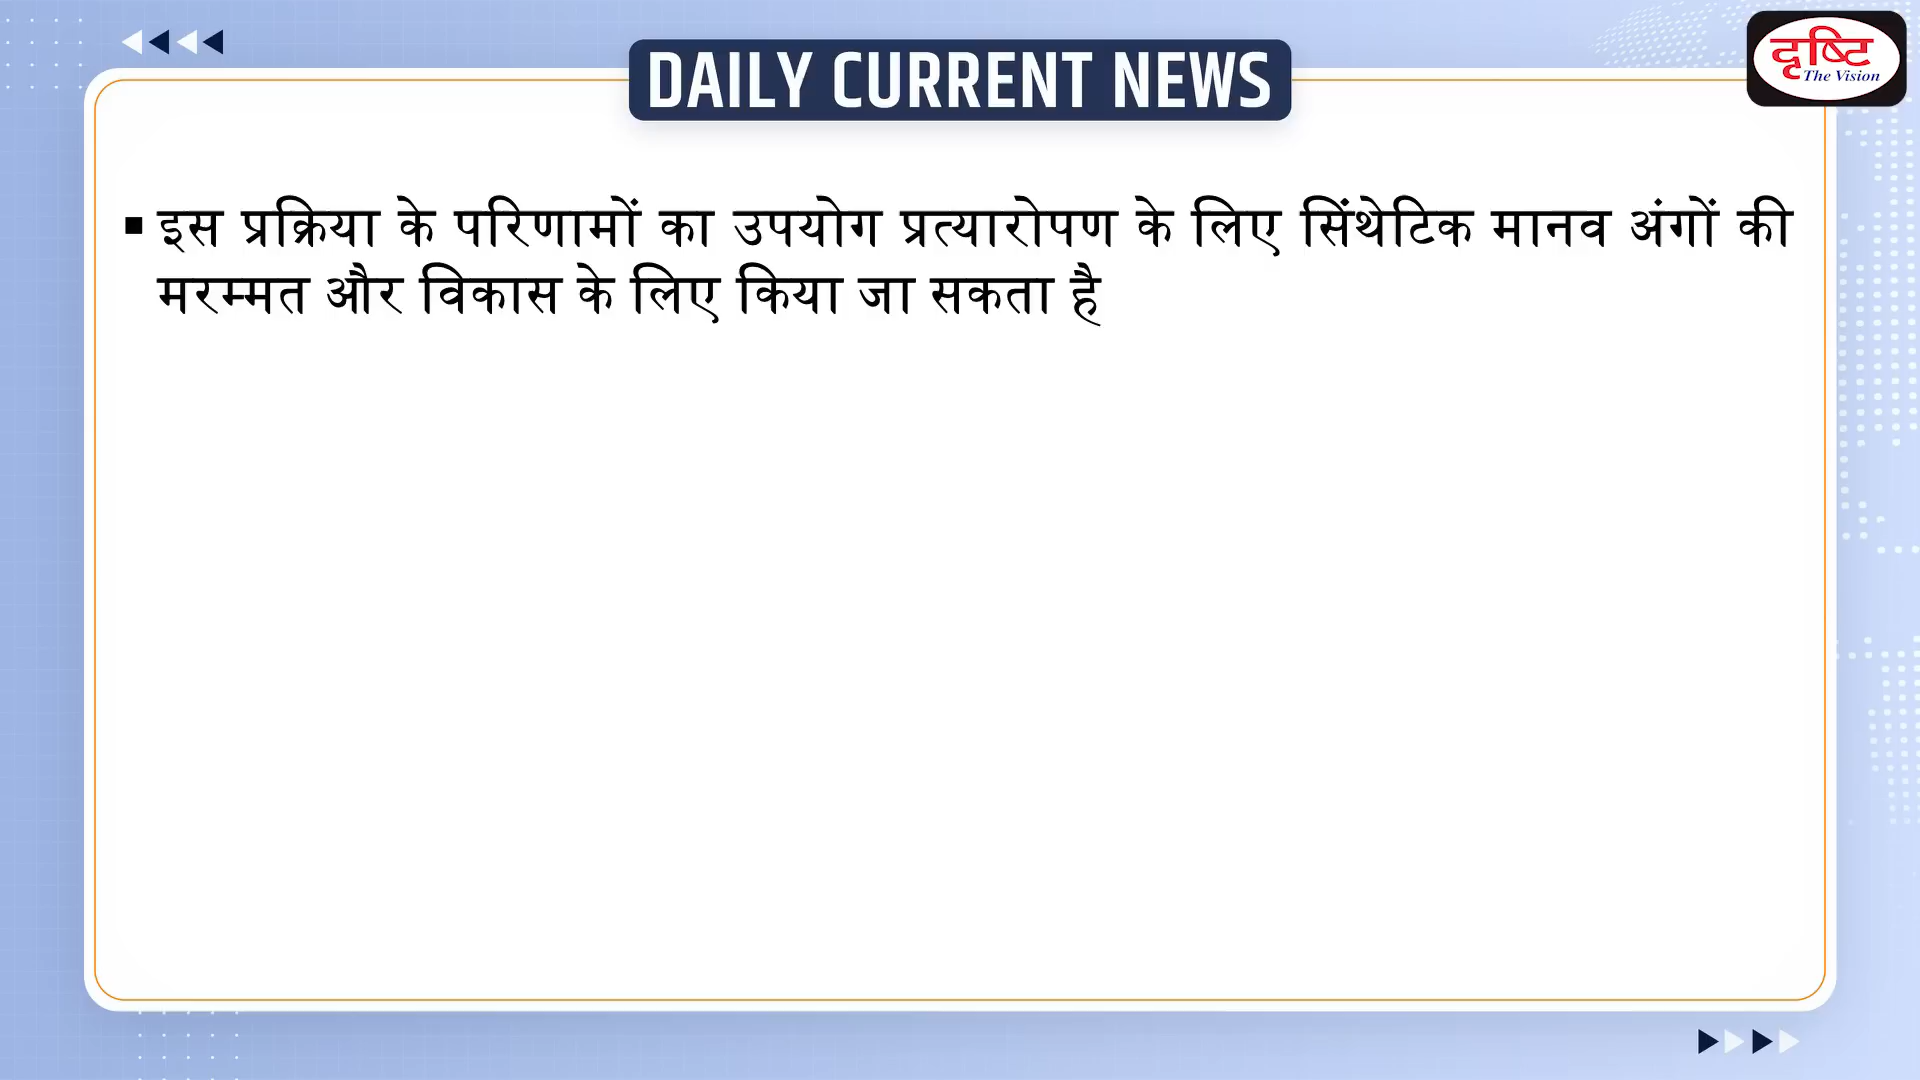 DAILY CURRENT NEWS
दृष्टि
The Vision
▪ इस प्रक्रिया के परिणामों का उपयोग प्रत्यारोपण के लिए सिंथेटिक मानव अंगों की
मरम्मत और विकास के लिए किया जा सकता है